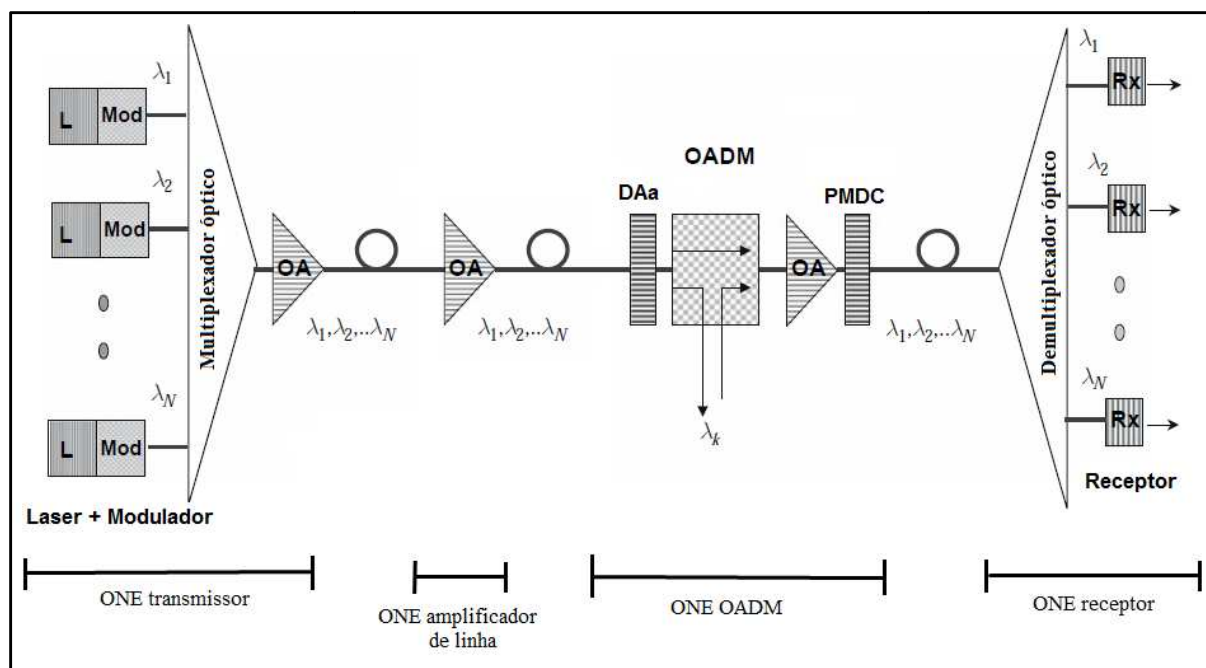 λ1
L Mod
λ2
L Mod
λN
L Mod
Laser + Modulador
Multiplexador óptico
OA
λ1,λ2,..λN
OA
λ1,λ2,..λN
DAa
OADM
λk
OA
PMDC
λ1,λ2,..λN
Demultiplexador óptico
λ1
Rx
λ2
Rx
λN
Rx
Receptor
ONE transmissor
ONE amplificador
de linha
ONE OADM
ONE receptor